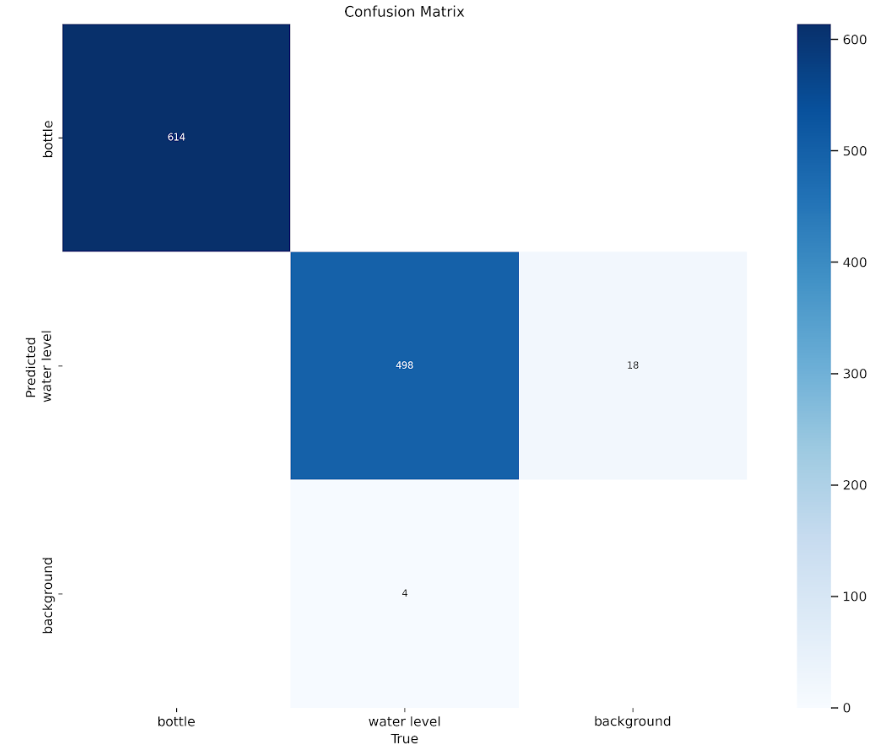 Confusion Matrix
bottle
614
Predicted
water level
498
18
background
4
bottle
water level
background
True
600
500
400
300
200
100
0